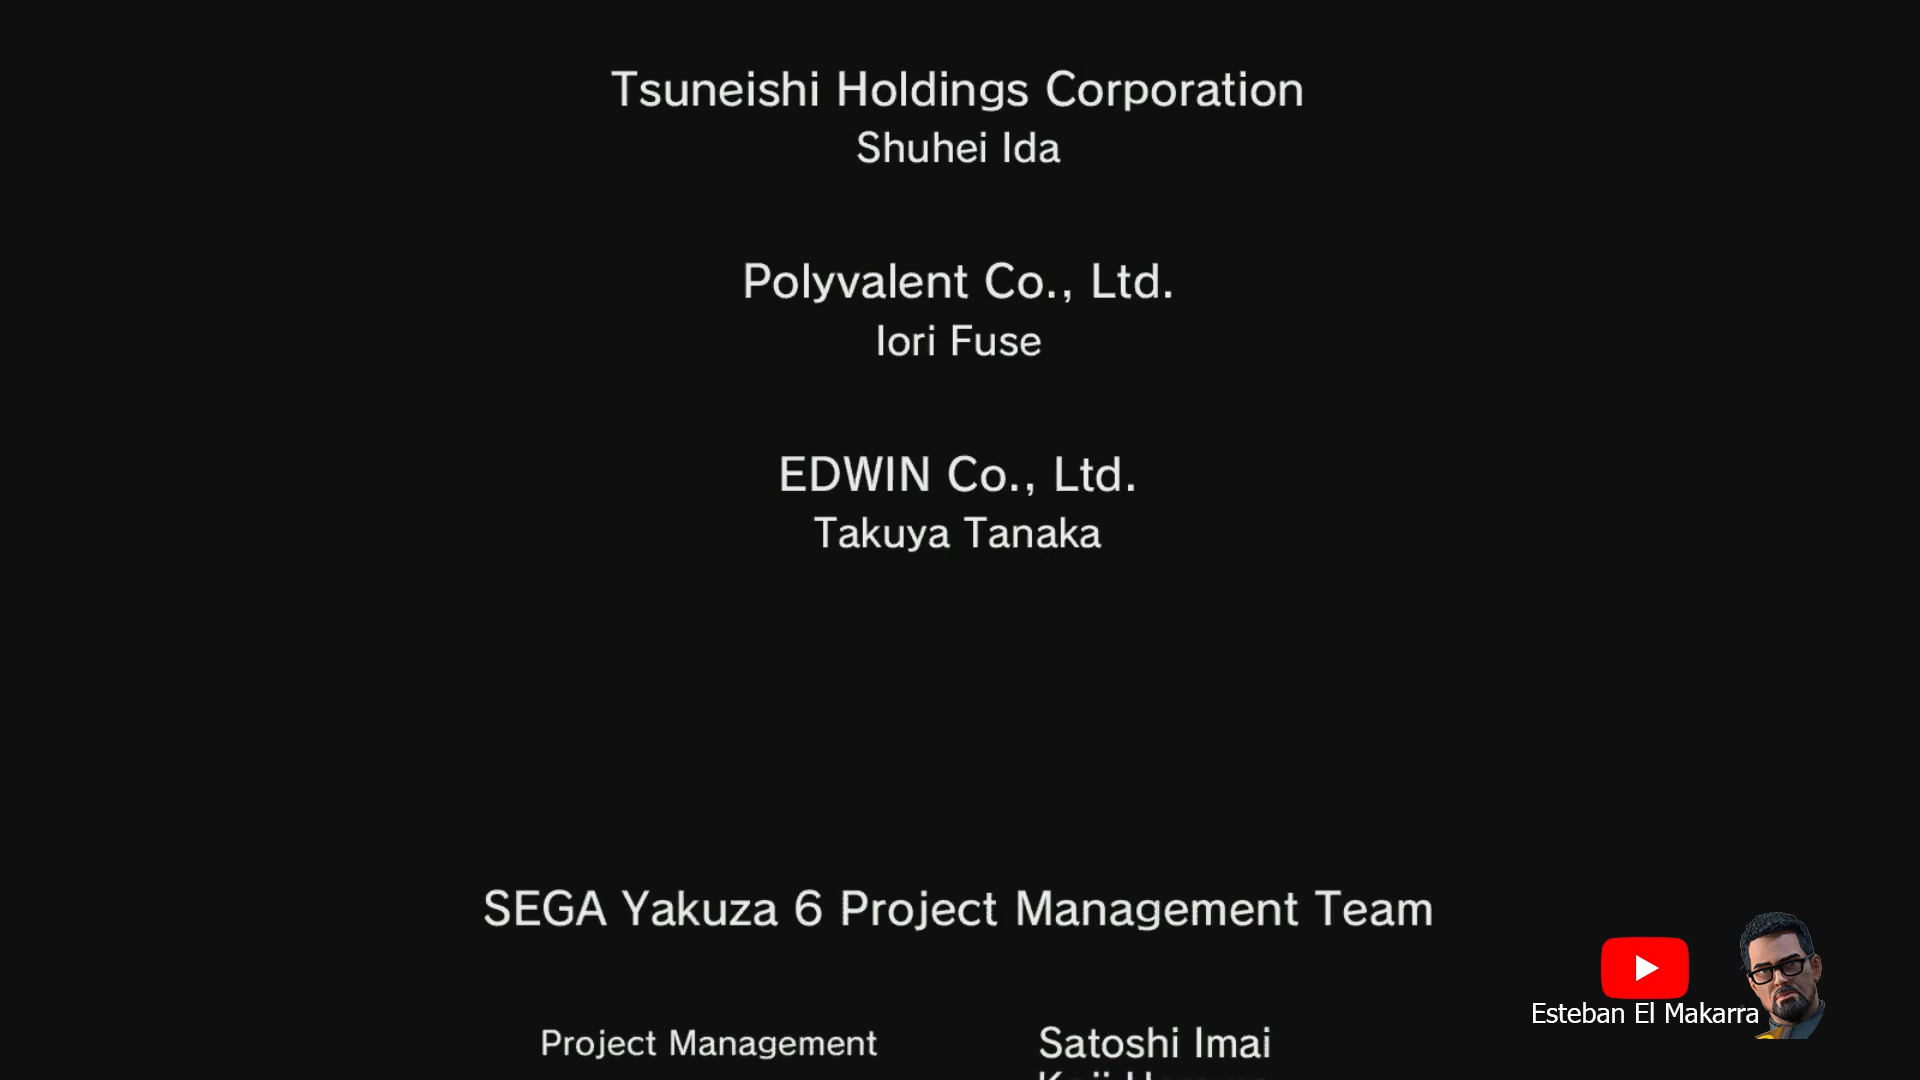 Tsuneishi Holdings Corporation
Shuhei Ida
Polyvalent Co., Ltd.
Iori Fuse
EDWIN Co., Ltd.
Takuya Tanaka
SEGA Yakuza 6 Project Management Team
Project Management Satoshi Imai
Esteban El Makarra